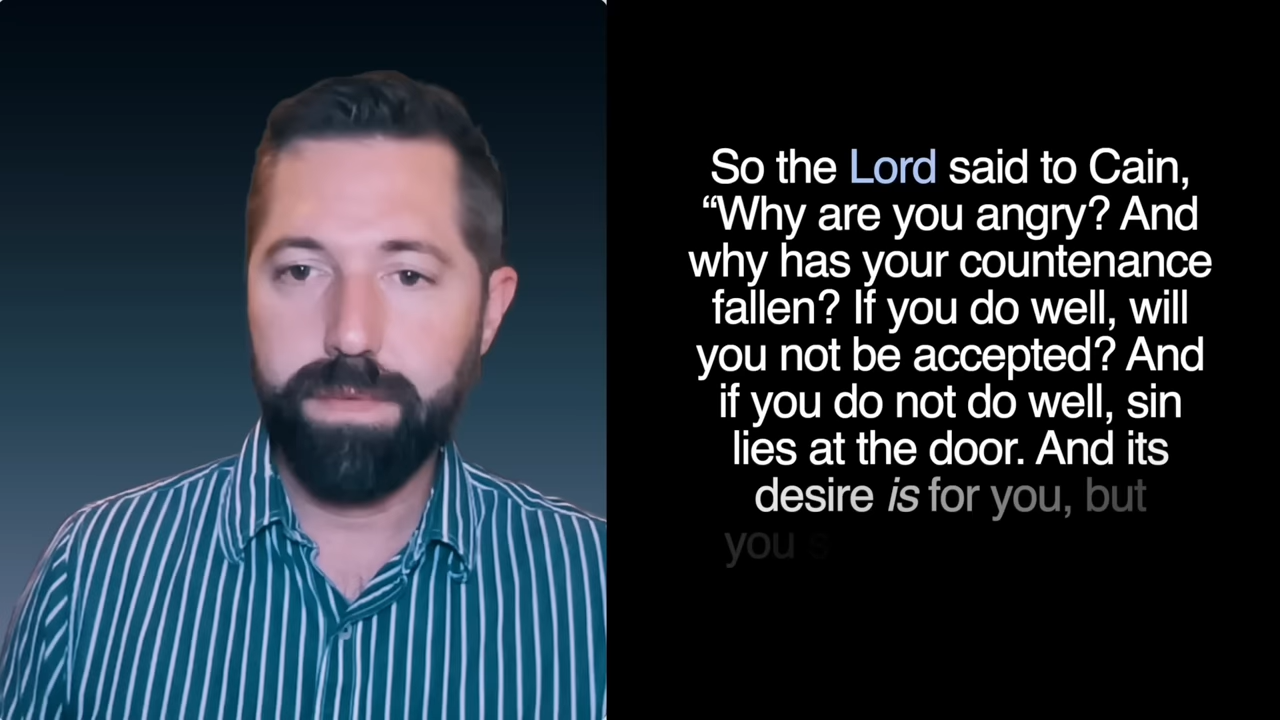 So the Lord said to Cain,
“Why are you angry? And
why has your countenance
fallen? If you do well, will
you not be accepted? And
if you do not do well, sin
lies at the door. And its
desire is for you, but
you s